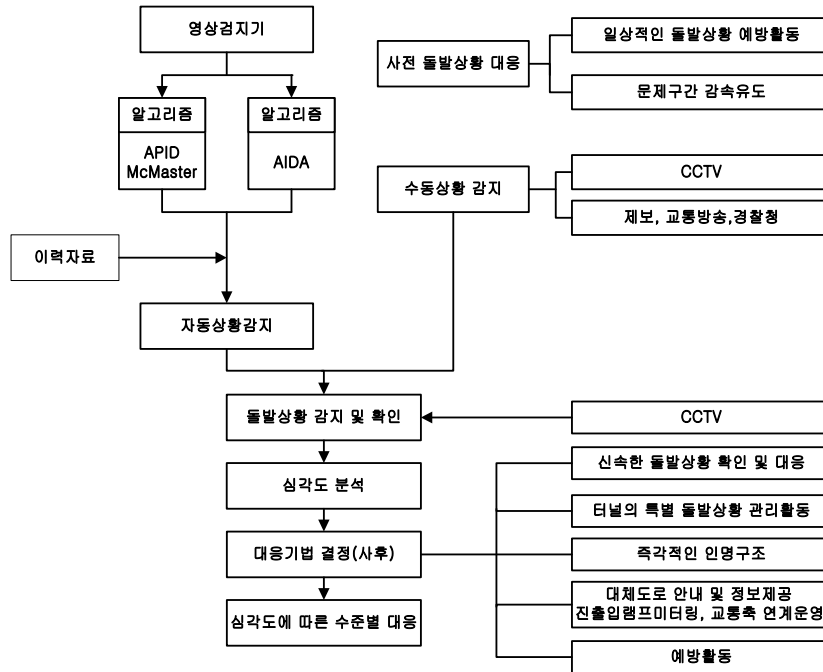 영상검지기
알고리즘
APID
McMaster
알고리즘
AIDA
이력자료
자동상황감지
사전 돌발상황 대응
일상적인 돌발상황 예방활동
문제구간 감속유도
수동상황 감지
CCTV
제보, 교통방송,경찰청
돌발상황 감지 및 확인
CCTV
심각도 분석
대응기법 결정(사후)
심각도에 따른 수준별 대응
신속한 돌발상황 확인 및 대응
터널의 특별 돌발상황 관리활동
즉각적인 인명구조
대체도로 안내 및 정보제공
진출입램프미터링, 교통축 연계운영
예방활동